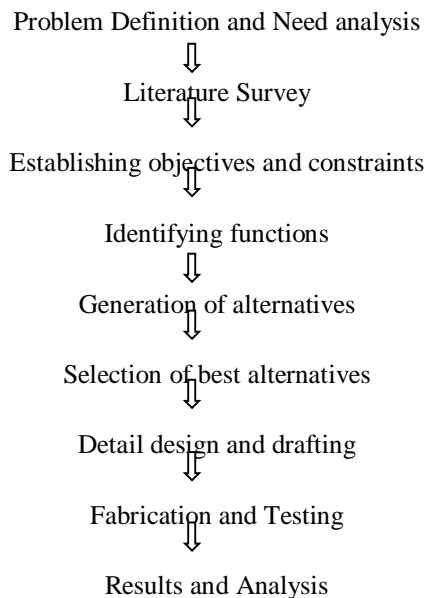 Problem Definition and Need analysis
Literature Survey
Establishing objectives and constraints
Identifying functions
Generation of alternatives
Selection of best alternatives
Detail design and drafting
Fabrication and Testing
Results and Analysis